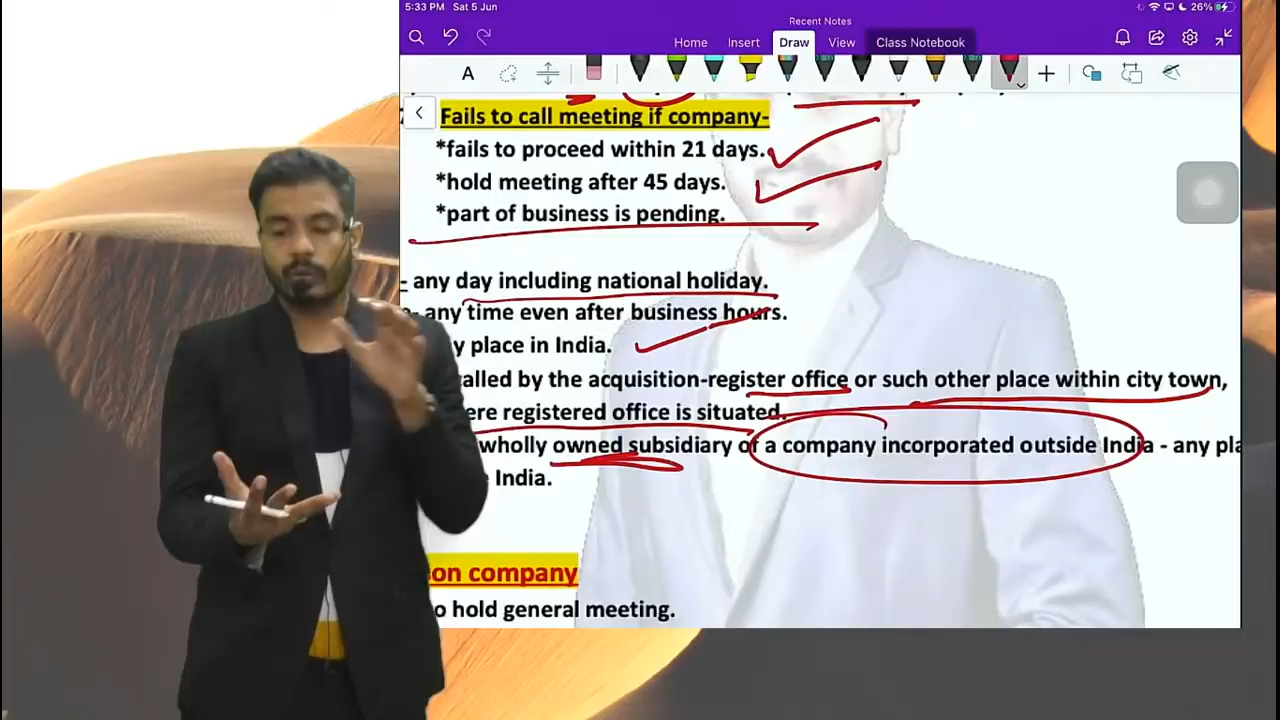 5:33 PM Sat 5 Jun
26%
Recent Notes
Home Insert Draw View Class Notebook
A
Fails to call meeting if company-
*fails to proceed within 21 days.
*hold meeting after 45 days.
*part of business is pending.
- any day including national holiday.
- any time even after business hours.
y place in India.
alled by the acquisition-register office or such other place within city town,
ere registered office is situated.
wholly owned subsidiary of a company incorporated outside India - any pla
India.
on company
o hold general meeting.